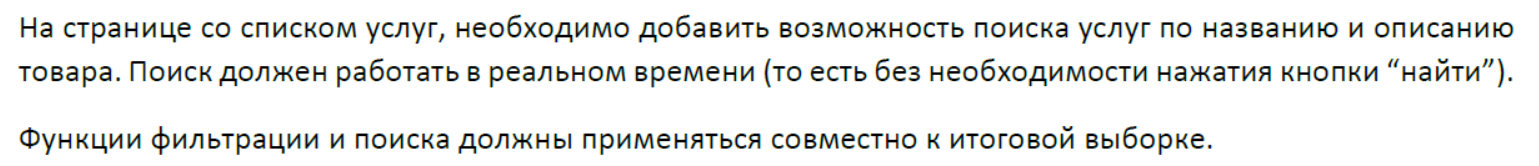 На странице со списком услуг, необходимо добавить возможность поиска услуг по названию и описанию
товара. Поиск должен работать в реальном времени (то есть без необходимости нажатия кнопки “найти”).
Функции фильтрации и поиска должны применяться совместно к итоговой выборке.